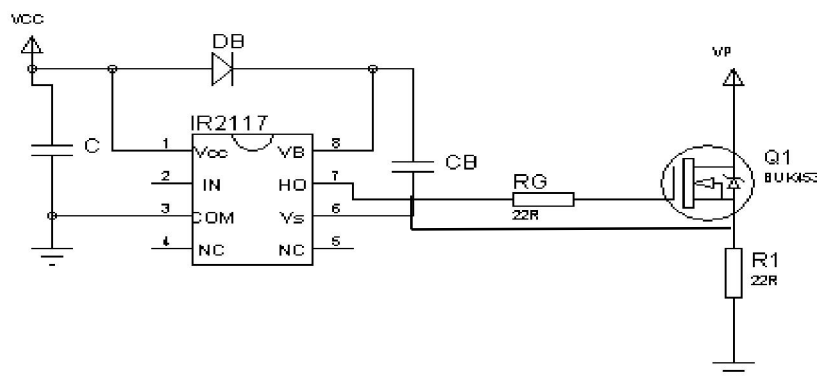 VCC
DB
VP
IR2117
C
1
Vcc
VB
8
CB
Q1
BUK453
2
IN
HO
7
RG
22R
3
COM
Vs
6
4
NC
NC
5
R1
22R